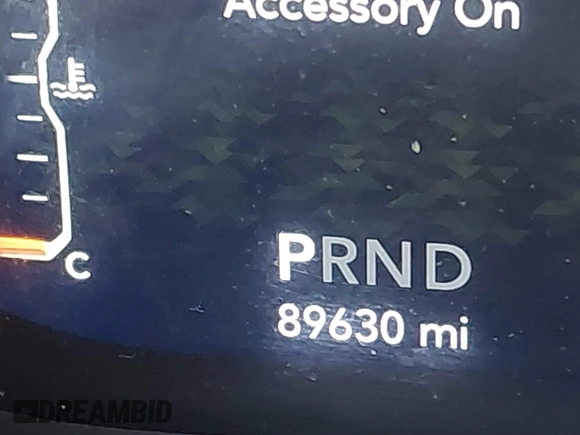 Accessory On
C
PRND
89630 mi
DREAMBID